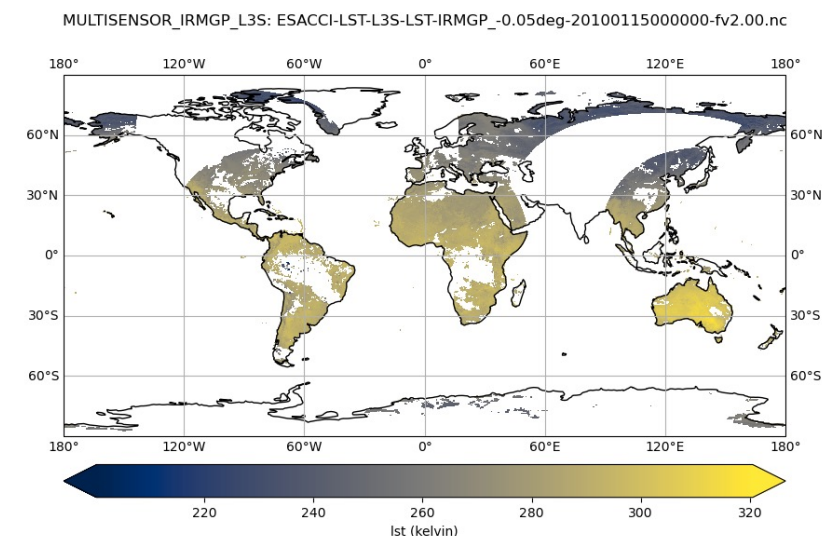 MULTISENSOR_IRMGP_L3S: ESACCI-LST-L3S-LST-IRMGP_-0.05deg-20100115000000-fv2.00.nc
180° 120°W 60°W 0° 60°E 120°E 180°
60°N 60°N
30°N 30°N
0° 0°
30°S 30°S
60°S 60°S
180° 120°W 60°W 0° 60°E 120°E 180°
220 240 260 280 300 320
lst (kelvin)